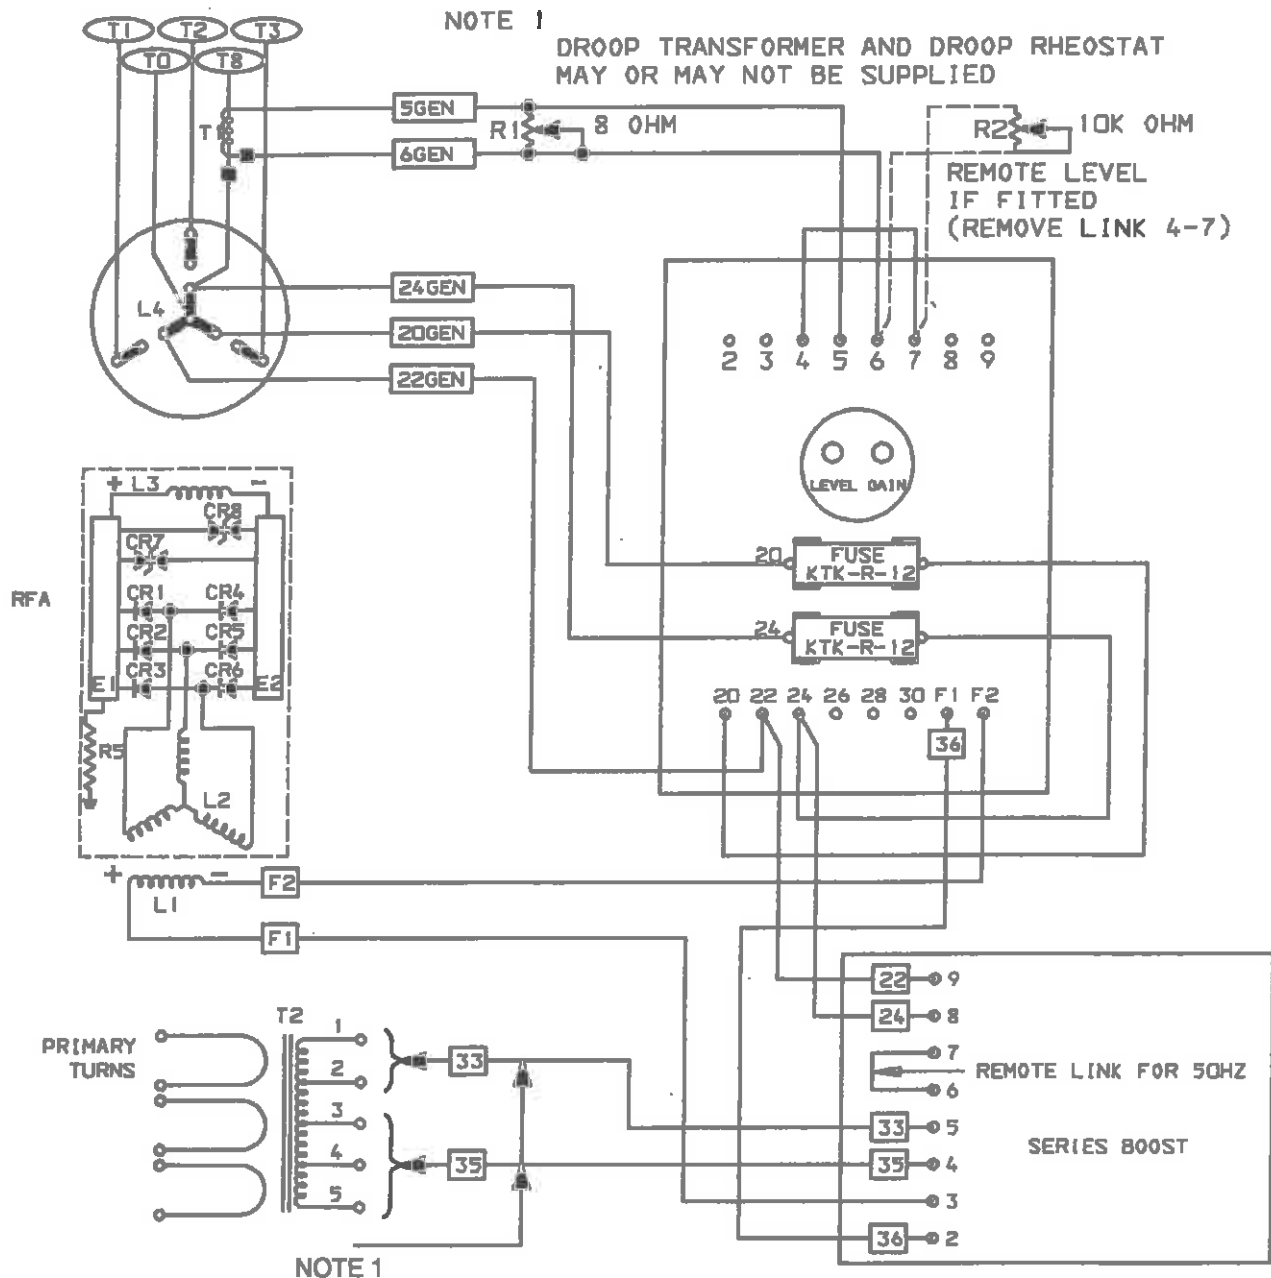 T1 T2 T3
T0 T8
NOTE 1
DROOP TRANSFORMER AND DROOP RHEOSTAT
MAY OR MAY NOT BE SUPPLIED
5GEN
R1 8 OHM
6GEN
R2 10K OHM
REMOTE LEVEL
IF FITTED
(REMOVE LINK 4-7)
24GEN
L4
20GEN
22GEN
2 3 4 5 6 7 8 9
LEVEL GAIN
+ L3 -
CR8
CR7
CR1 CR4
CR2 CR5
CR3 CR6
E1 E2
RFA
R5
L2
20 FUSE
KTK-R-12
24 FUSE
KTK-R-12
20 22 24 26 28 30 F1 F2
36
+ - F2
L1
F1
22 9
24 8
7
REMOTE LINK FOR 50HZ
6
33 5
SERIES BOOST
35 4
3
36 2
PRIMARY
TURNS
T2
1
2
3
4
5
33
35
NOTE 1